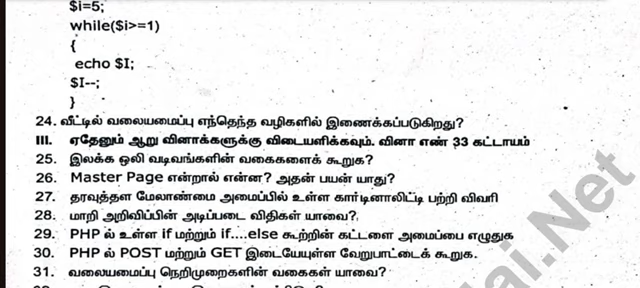 $i=5;
while($i>=1)
{
echo $I;
$I--;
}
24. வீட்டில் வலையமைப்பு எந்தெந்த வழிகளில் இணைக்கப்படுகிறது?
III. ஏதேனும் ஆறு வினாக்களுக்கு விடையளிக்கவும். வினா எண் 33 கட்டாயம்
25. இலக்க ஒலி வடிவங்களின் வகைகளைக் கூறுக?
26. Master Page என்றால் என்ன? அதன் பயன் யாது?
27. தரவுத்தள மேலாண்மை அமைப்பில் உள்ள கார்டினாலிட்டி பற்றி விவரி
28. மாறி அறிவிப்பின் அடிப்படை விதிகள் யாவை?
29. PHP ல் உள்ள if மற்றும் if....else கூற்றின் கட்டளை அமைப்பை எழுதுக
30. PHP ல் POST மற்றும் GET இடையேயுள்ள வேறுபாட்டைக் கூறுக.
31. வலையமைப்பு நெறிமுறைகளின் வகைகள் யாவை?
ai.Net